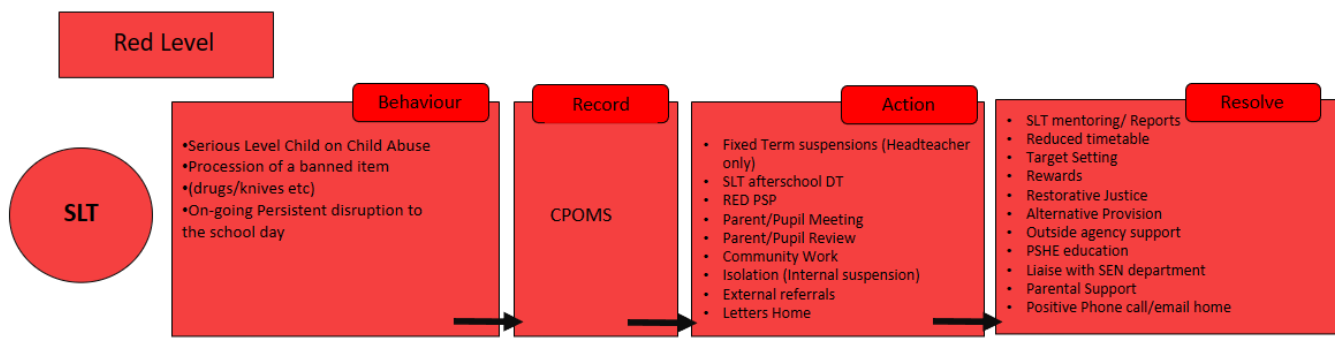 Red Level
SLT
Behaviour
•Serious Level Child on Child Abuse
•Procession of a banned item
•(drugs/knives etc)
•On-going Persistent disruption to
the school day
Record
CPOMS
Action
• Fixed Term suspensions (Headteacher
only)
• SLT afterschool DT
• RED PSP
• Parent/Pupil Meeting
• Parent/Pupil Review
• Community Work
• Isolation (Internal suspension)
• External referrals
• Letters Home
Resolve
• SLT mentoring/ Reports
• Reduced timetable
• Target Setting
• Rewards
• Restorative Justice
• Alternative Provision
• Outside agency support
• PSHE education
• Liaise with SEN department
• Parental Support
• Positive Phone call/email home